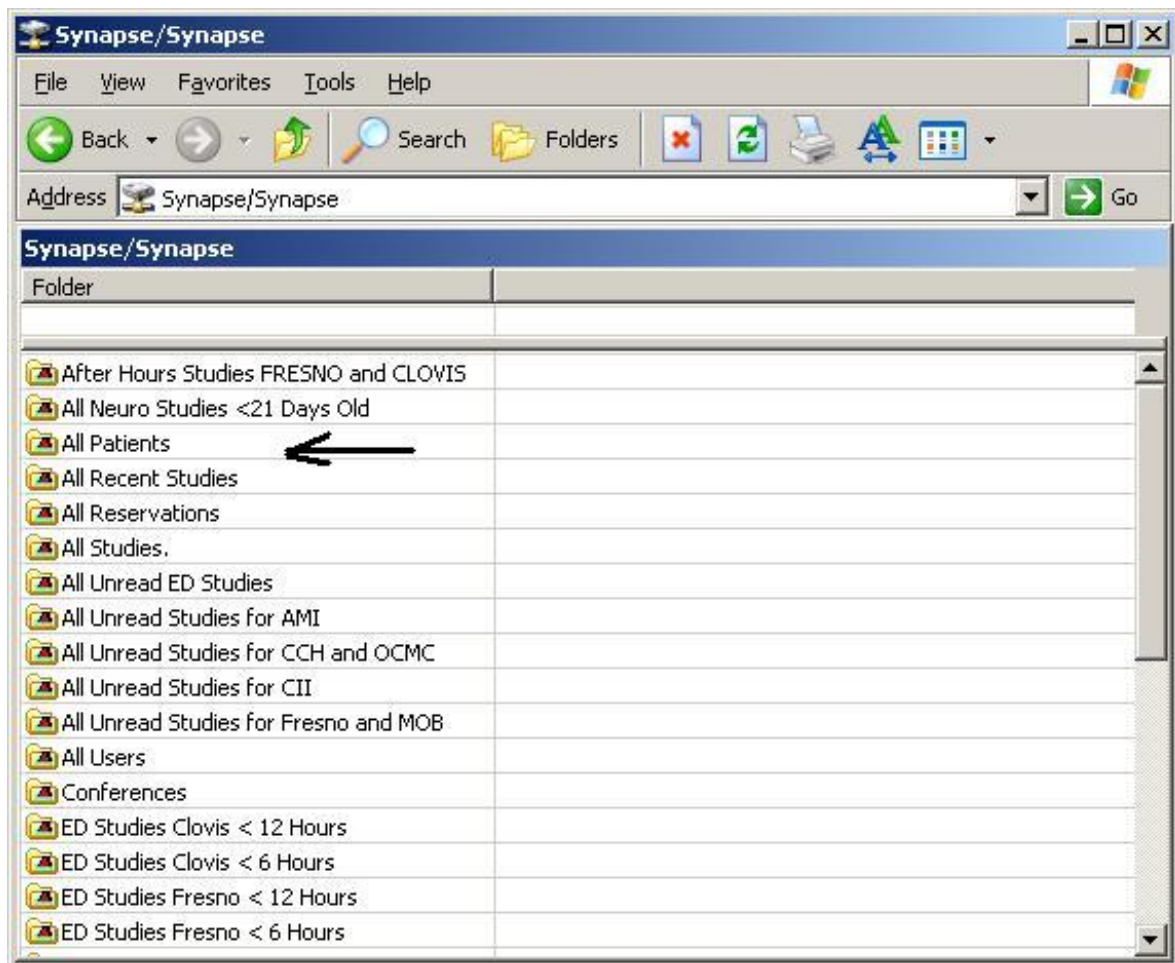 Synapse/Synapse
File View Favorites Tools Help
Back Search Folders
Address Synapse/Synapse Go
Synapse/Synapse
Folder
After Hours Studies FRESNO and CLOVIS
All Neuro Studies <21 Days Old
All Patients
All Recent Studies
All Reservations
All Studies.
All Unread ED Studies
All Unread Studies for AMI
All Unread Studies for CCH and OCMC
All Unread Studies for CII
All Unread Studies for Fresno and MOB
All Users
Conferences
ED Studies Clovis < 12 Hours
ED Studies Clovis < 6 Hours
ED Studies Fresno < 12 Hours
ED Studies Fresno < 6 Hours